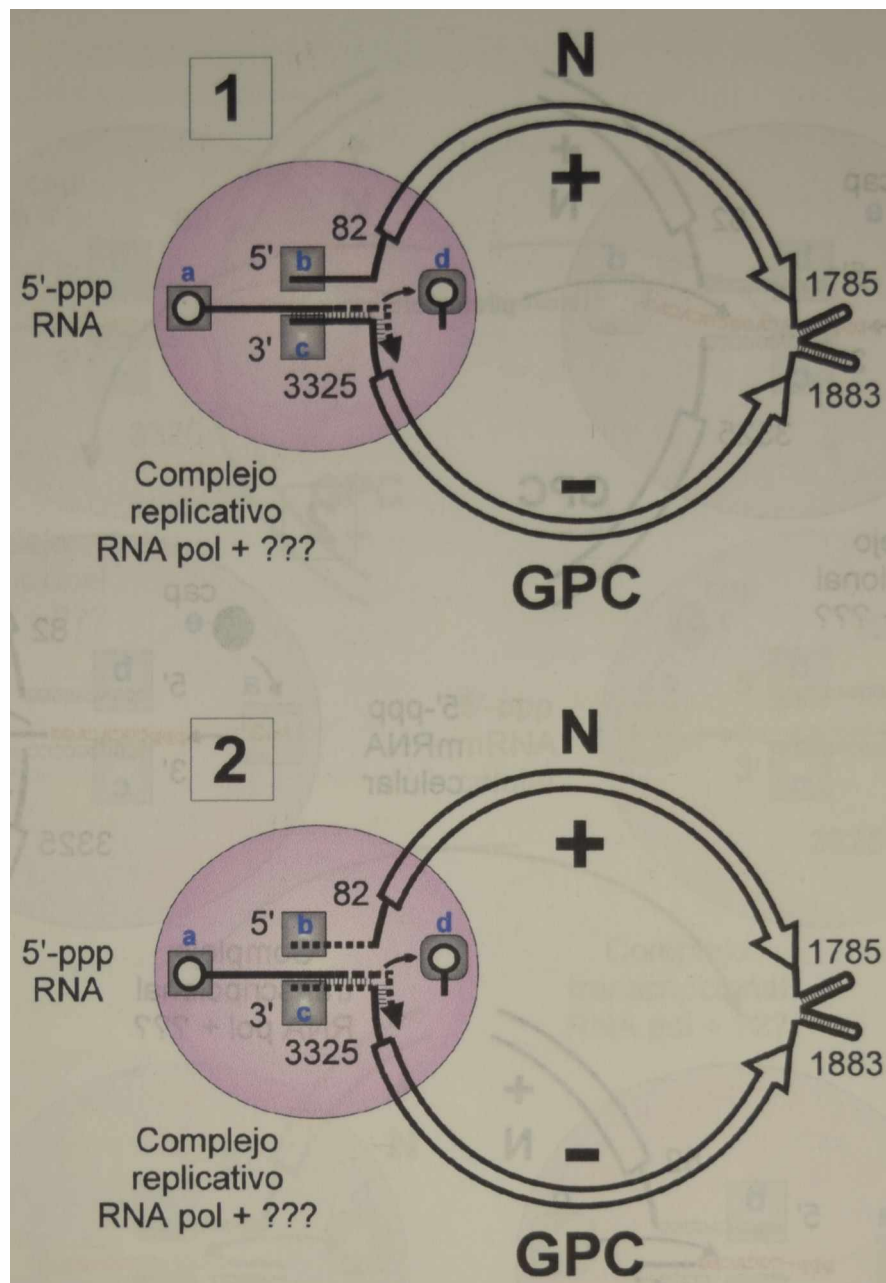 1
N
+
82
5'
b
a
d
5'-ppp
RNA
3'
c
3325
1785
1883
Complejo
replicativo
RNA pol + ???
-
GPC
2
N
+
82
5'
b
a
d
5'-ppp
RNA
3'
c
3325
1785
1883
Complejo
replicativo
RNA pol + ???
-
GPC